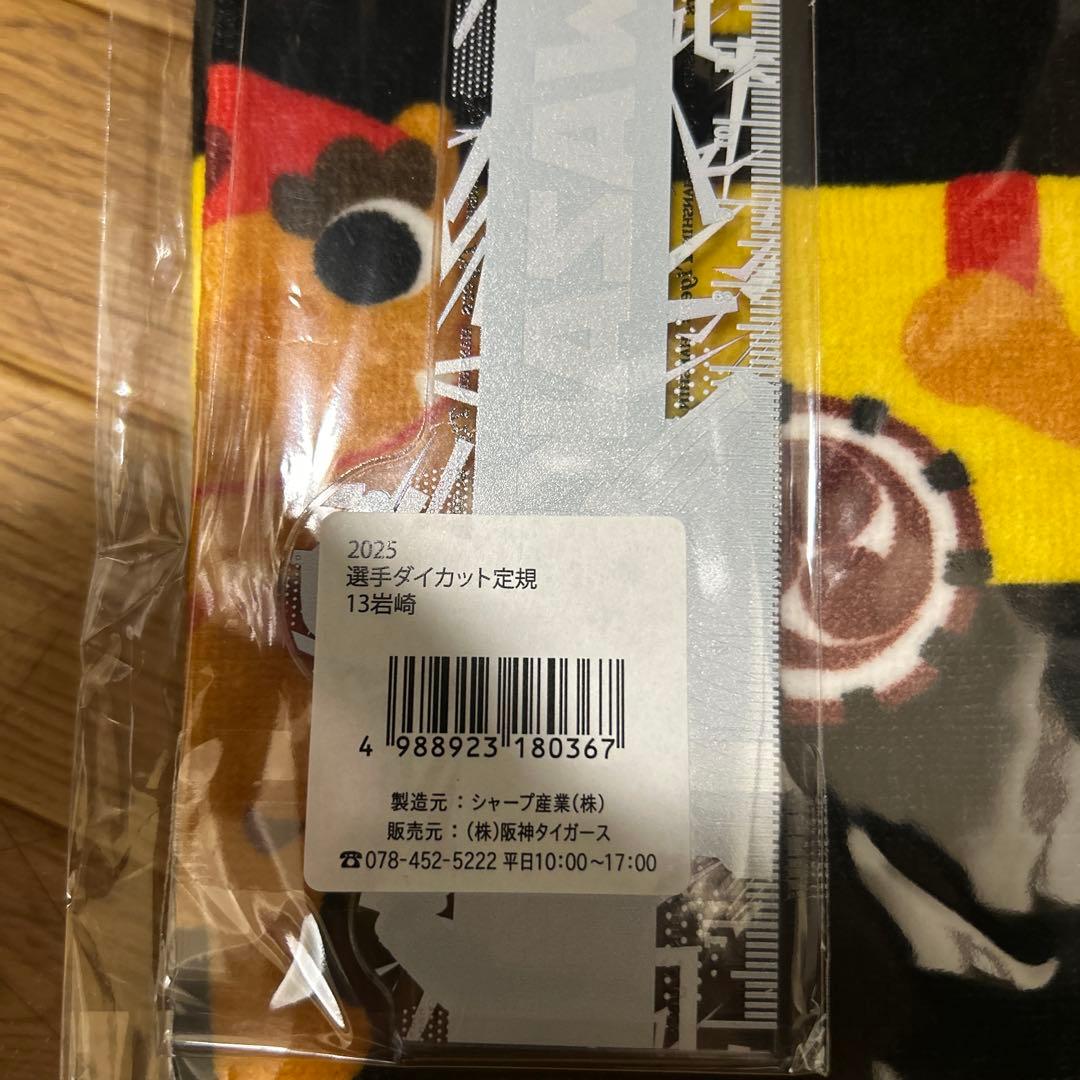 2025
選手ダイカット定規
13岩崎
4 988923 180367
製造元：シャープ産業(株)
販売元：(株)阪神タイガース
☎078-452-5222 平日10:00～17:00